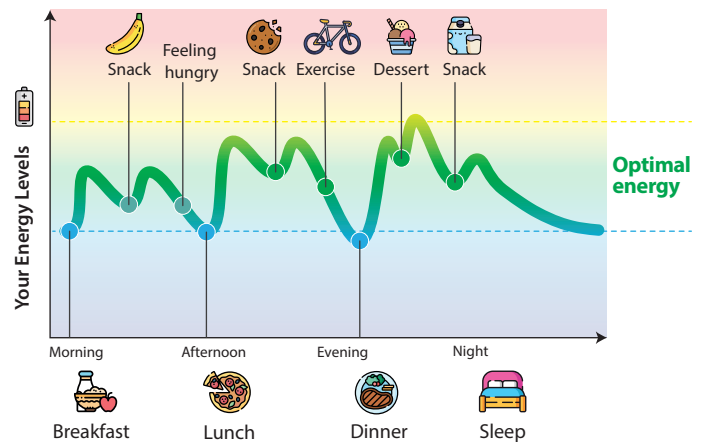 Feeling
hungry
Snack
Snack
Exercise
Dessert
Snack
Your Energy Levels
Optimal
energy
Morning
Afternoon
Evening
Night
Breakfast
Lunch
Dinner
Sleep